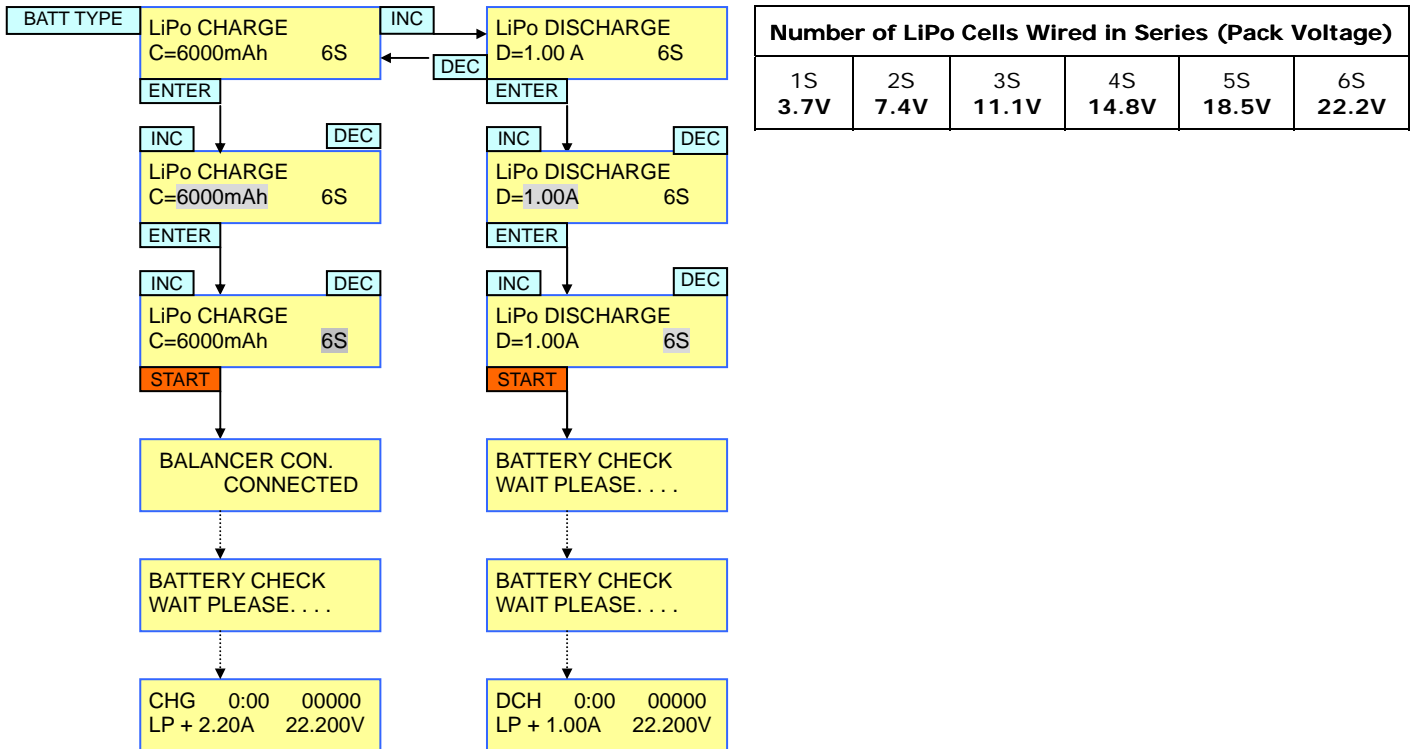 BATT TYPE
LiPo CHARGE
C=6000mAh 6S
INC
DEC
LiPo DISCHARGE
D=1.00 A 6S
ENTER
ENTER
INC
DEC
LiPo CHARGE
C=6000mAh 6S
INC
DEC
LiPo DISCHARGE
D=1.00A 6S
ENTER
ENTER
INC
DEC
LiPo CHARGE
C=6000mAh 6S
INC
DEC
LiPo DISCHARGE
D=1.00A 6S
START
START
BALANCER CON.
CONNECTED
BATTERY CHECK
WAIT PLEASE. . . .
BATTERY CHECK
WAIT PLEASE. . . .
BATTERY CHECK
WAIT PLEASE. . . .
CHG 0:00 00000
LP + 2.20A 22.200V
DCH 0:00 00000
LP + 1.00A 22.200V
Number of LiPo Cells Wired in Series (Pack Voltage)
1S 2S 3S 4S 5S 6S
3.7V 7.4V 11.1V 14.8V 18.5V 22.2V